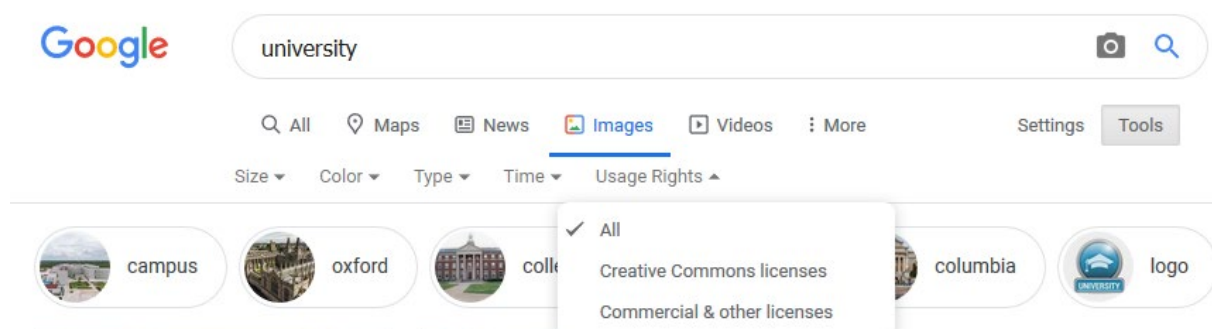 Google
university
All Maps News Images Videos More Settings Tools
Size Color Type Time Usage Rights
All
campus oxford columbia logo
UNIVERSITY
Creative Commons licenses
Commercial & other licenses